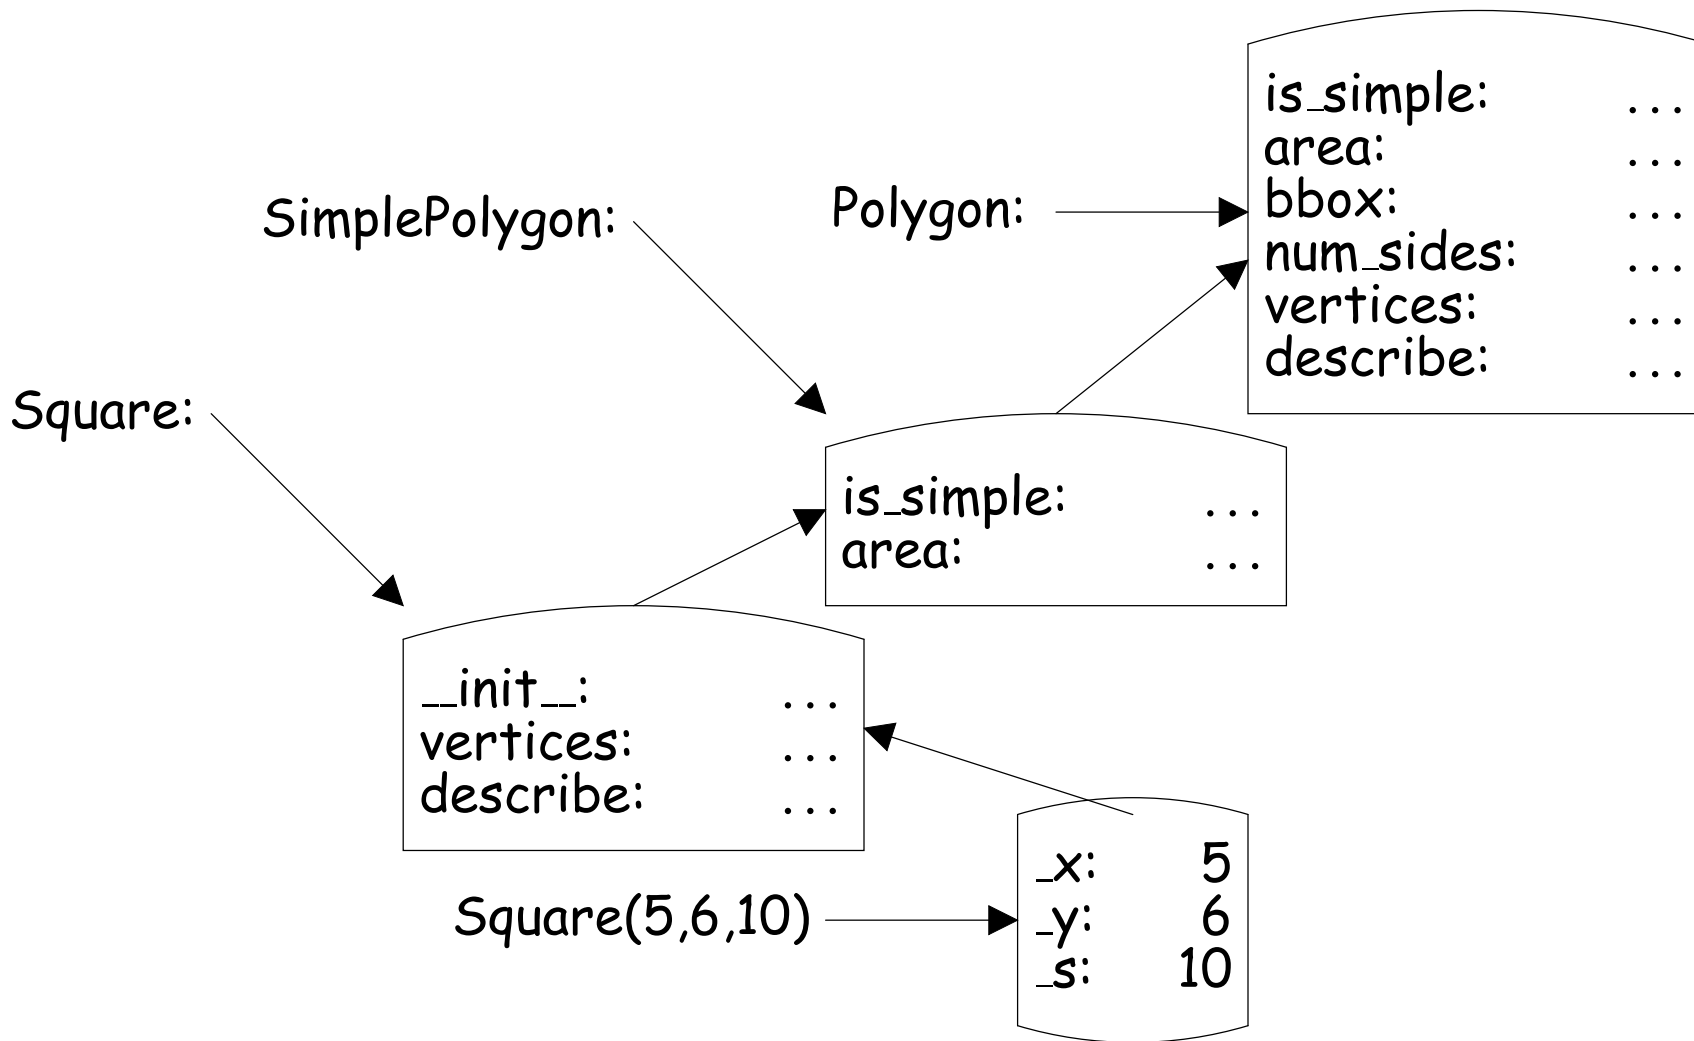 Polygon:
is_simple: ...
area: ...
bbox: ...
num_sides: ...
vertices: ...
describe: ...
SimplePolygon:
is_simple: ...
area: ...
Square:
__init__: ...
vertices: ...
describe: ...
Square(5,6,10)
_x: 5
_y: 6
_s: 10